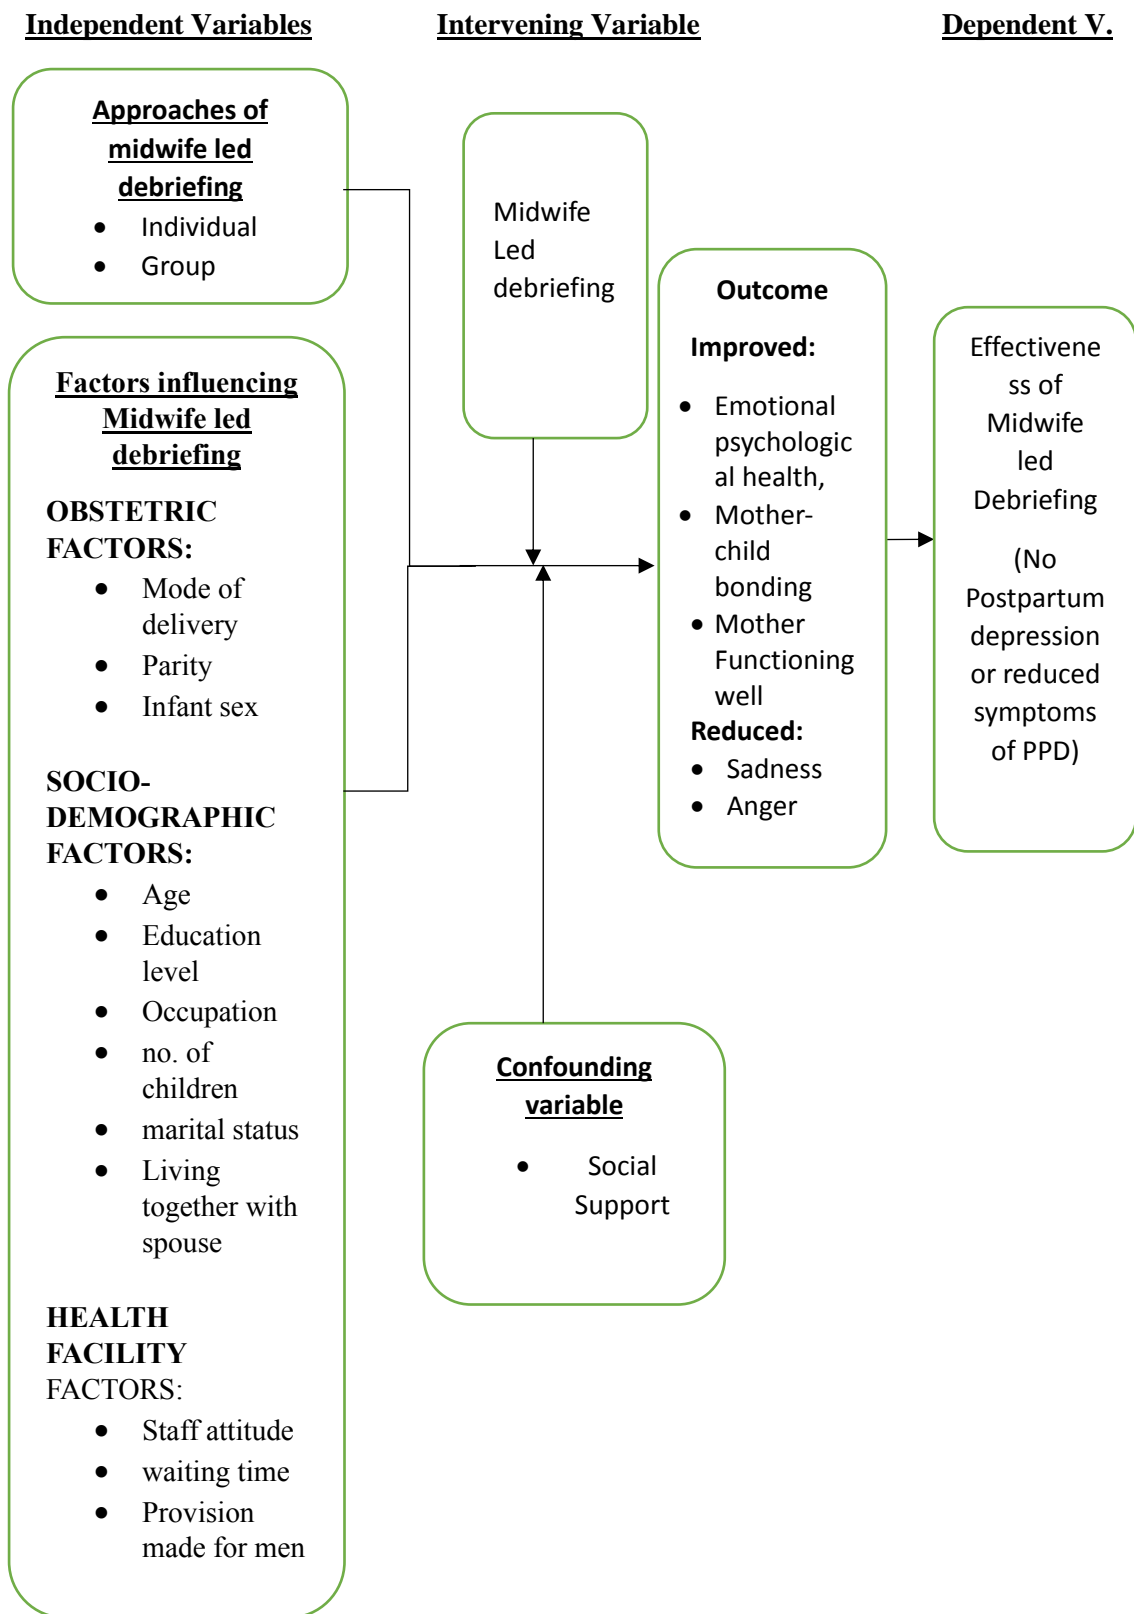 Independent Variables
Intervening Variable
Dependent V.
Approaches of
midwife led
debriefing
• Individual
• Group
Factors influencing
Midwife led
debriefing
OBSTETRIC
FACTORS:
• Mode of
delivery
• Parity
• Infant sex
SOCIO-
DEMOGRAPHIC
FACTORS:
• Age
• Education
level
• Occupation
• no. of
children
• marital status
• Living
together with
spouse
HEALTH
FACILITY
FACTORS:
• Staff attitude
• waiting time
• Provision
made for men
Midwife
Led
debriefing
Confounding
variable
• Social
Support
Outcome
Improved:
• Emotional
psychologic
al health,
• Mother-
child
bonding
• Mother
Functioning
well
Reduced:
• Sadness
• Anger
Effectivene
ss of
Midwife
led
Debriefing
(No
Postpartum
depression
or reduced
symptoms
of PPD)